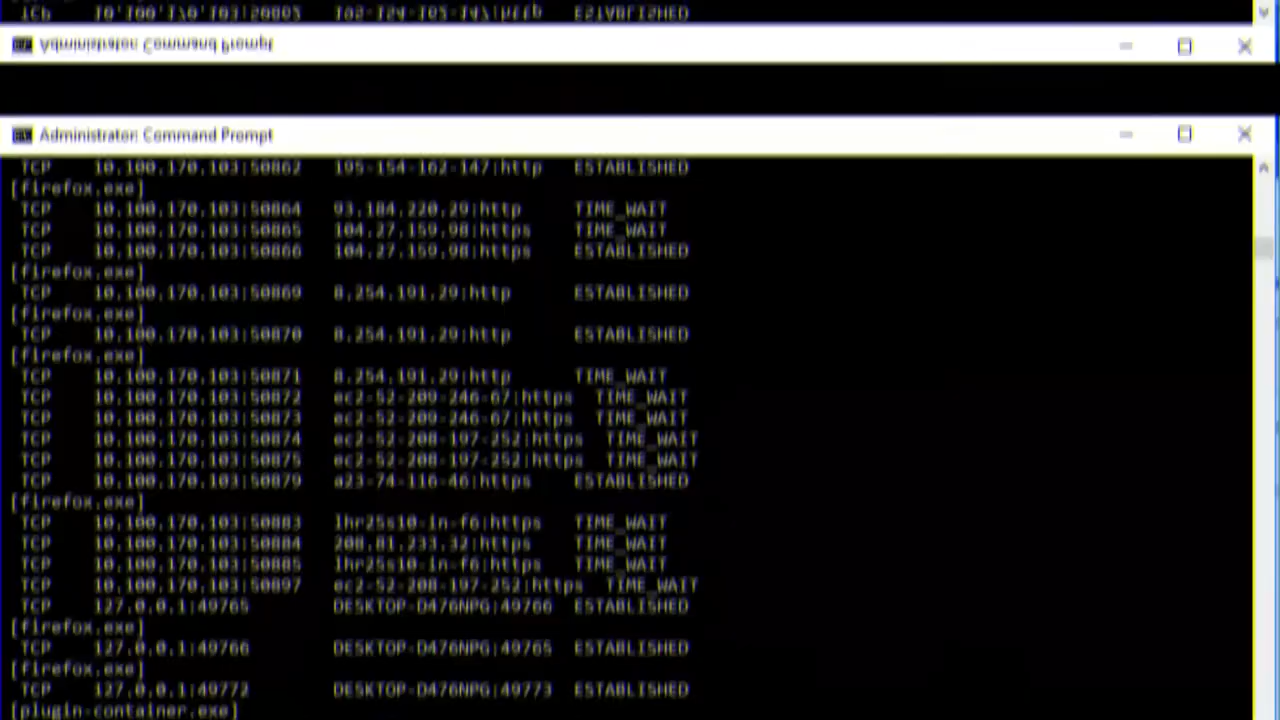 Administrator: Command Prompt
Administrator: Command Prompt
TCP 10.100.170.103:50862 195-154-162-147:http ESTABLISHED
[firefox.exe]
TCP 10.100.170.103:50864 93.184.220.29:http TIME_WAIT
TCP 10.100.170.103:50865 104.27.159.98:https TIME_WAIT
TCP 10.100.170.103:50866 104.27.159.98:https ESTABLISHED
[firefox.exe]
TCP 10.100.170.103:50869 8.254.191.29:http ESTABLISHED
[firefox.exe]
TCP 10.100.170.103:50870 8.254.191.29:http ESTABLISHED
[firefox.exe]
TCP 10.100.170.103:50871 8.254.191.29:http TIME_WAIT
TCP 10.100.170.103:50872 ec2-52-209-246-67:https TIME_WAIT
TCP 10.100.170.103:50873 ec2-52-209-246-67:https TIME_WAIT
TCP 10.100.170.103:50874 ec2-52-208-197-252:https TIME_WAIT
TCP 10.100.170.103:50875 ec2-52-208-197-252:https TIME_WAIT
TCP 10.100.170.103:50879 a23-74-116-46:https ESTABLISHED
[firefox.exe]
TCP 10.100.170.103:50883 lhr25s10-in-f6:https TIME_WAIT
TCP 10.100.170.103:50884 208.81.233.32:https TIME_WAIT
TCP 10.100.170.103:50885 lhr25s10-in-f6:https TIME_WAIT
TCP 10.100.170.103:50897 ec2-52-208-197-252:https TIME_WAIT
TCP 127.0.0.1:49765 DESKTOP-D476NPG:49766 ESTABLISHED
[firefox.exe]
TCP 127.0.0.1:49766 DESKTOP-D476NPG:49765 ESTABLISHED
[firefox.exe]
TCP 127.0.0.1:49772 DESKTOP-D476NPG:49773 ESTABLISHED
[plugin-container.exe]